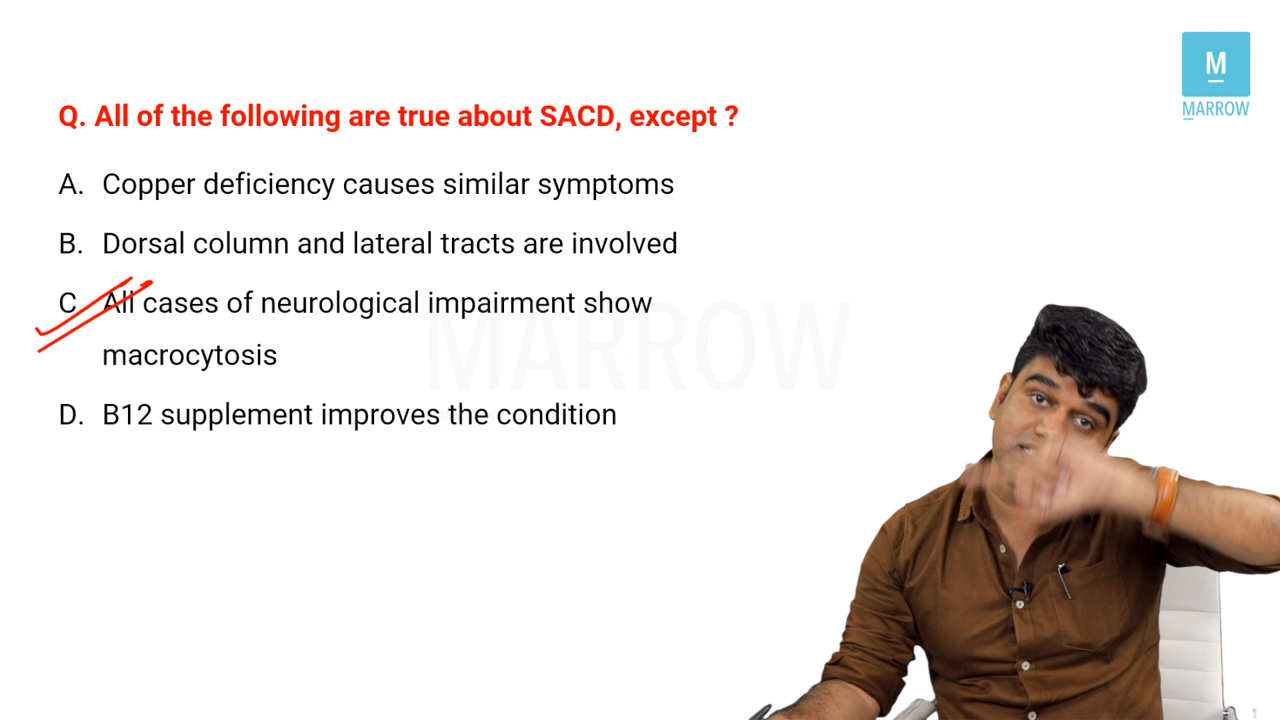 M
MARROW
Q. All of the following are true about SACD, except ?
A. Copper deficiency causes similar symptoms
B. Dorsal column and lateral tracts are involved
C. All cases of neurological impairment show
macrocytosis
MARROW
D. B12 supplement improves the condition